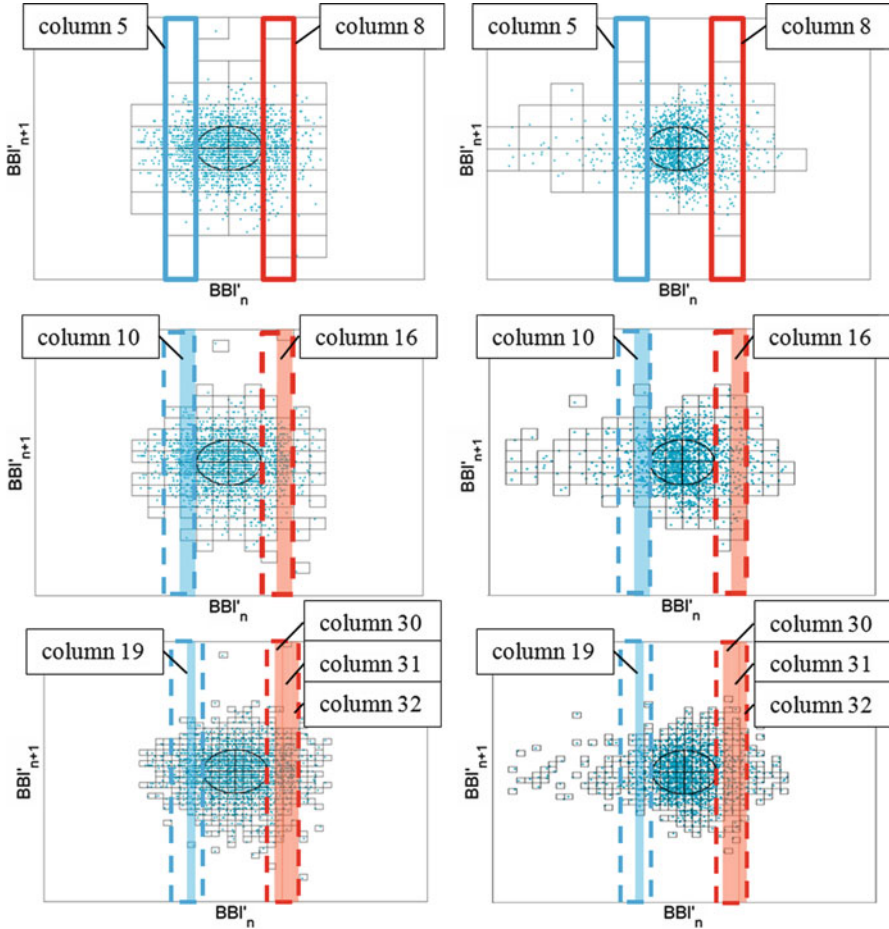 column 5
column 8
BBI'n+1
BBI'n
column 5
column 8
BBI'n+1
BBI'n
column 10
column 16
BBI'n+1
BBI'n
column 10
column 16
BBI'n+1
BBI'n
column 19
column 30
column 31
column 32
BBI'n+1
BBI'n
column 19
column 30
column 31
column 32
BBI'n+1
BBI'n